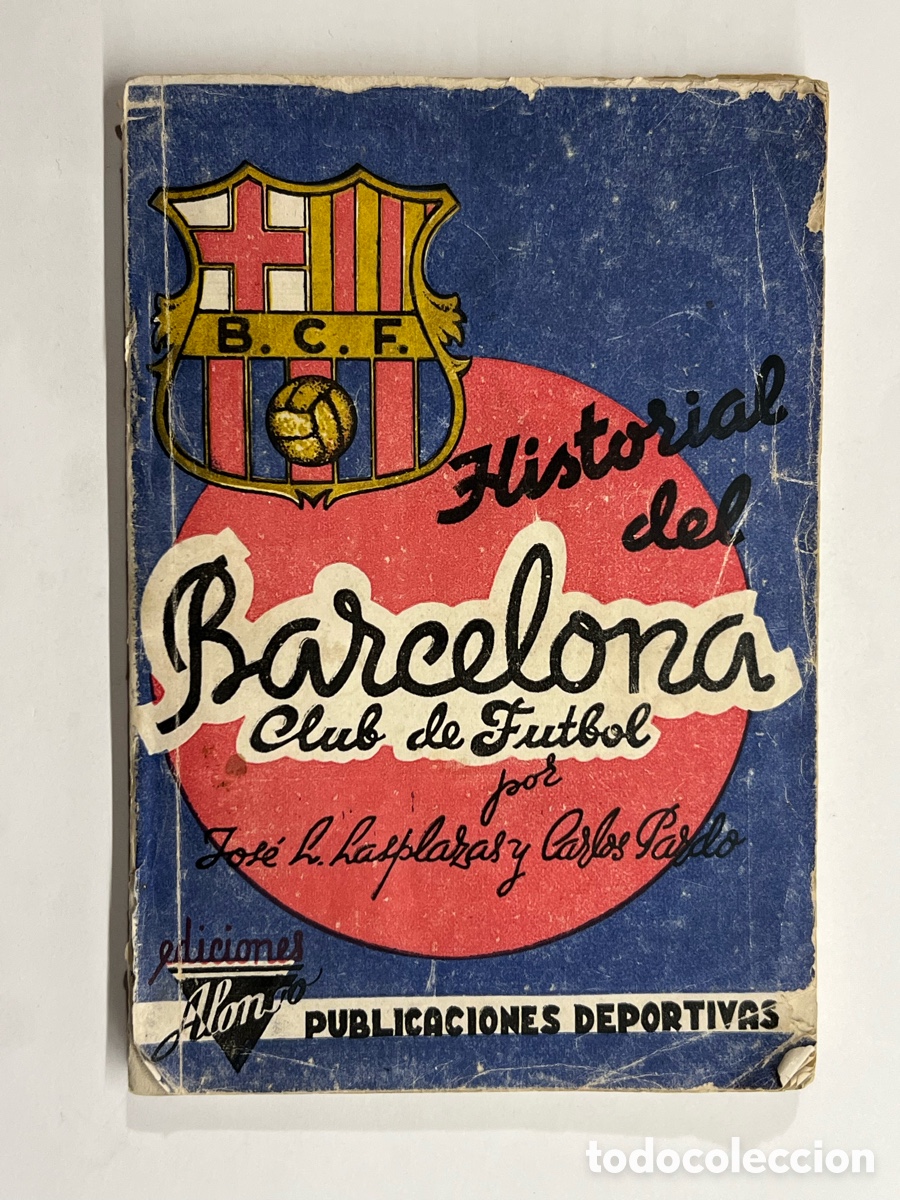 B. C. F.
Historial
del
Barcelona
Club de Futbol
por
José L. Lasplazas y Carlos Pardo
ediciones
Alonso
PUBLICACIONES DEPORTIVAS
todocoleccion